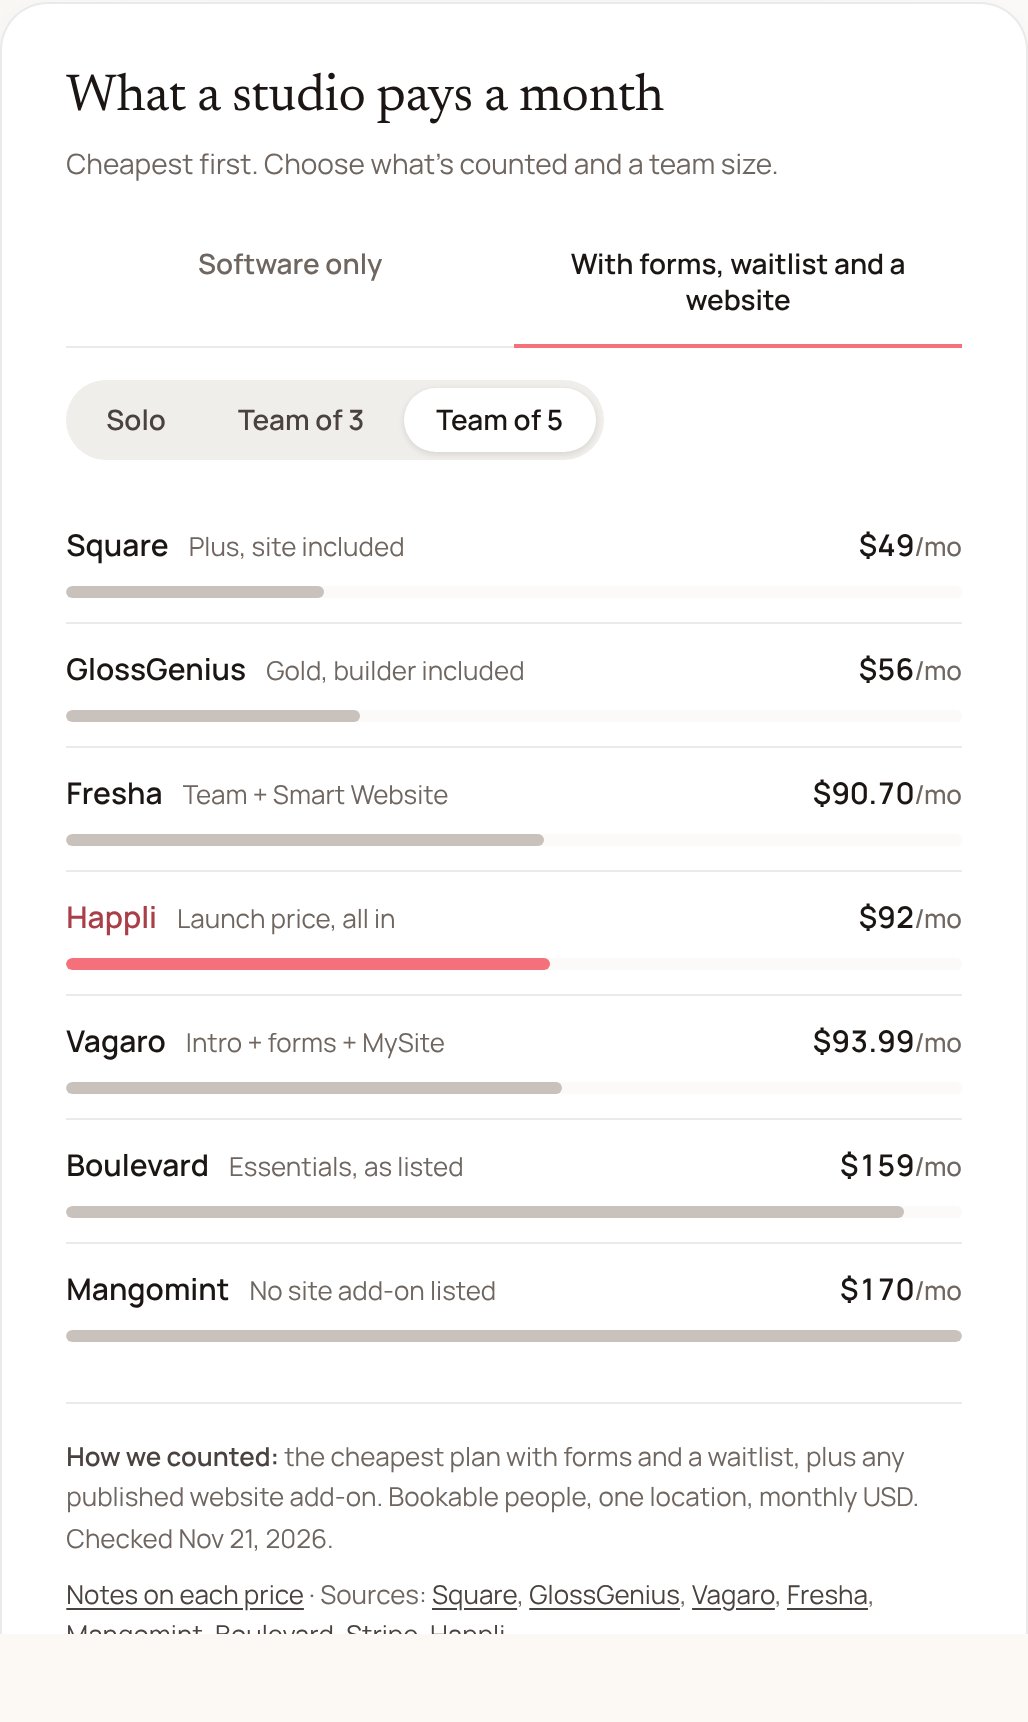 What a studio pays a month
Cheapest first. Choose what's counted and a team size.
Software only
With forms, waitlist and a
website
Solo
Team of 3
Team of 5
Square Plus, site included $49/mo
GlossGenius Gold, builder included $56/mo
Fresha Team + Smart Website $90.70/mo
Happli Launch price, all in $92/mo
Vagaro Intro + forms + MySite $93.99/mo
Boulevard Essentials, as listed $159/mo
Mangomint No site add-on listed $170/mo
How we counted: the cheapest plan with forms and a waitlist, plus any
published website add-on. Bookable people, one location, monthly USD.
Checked Nov 21, 2026.
Notes on each price · Sources: Square, GlossGenius, Vagaro, Fresha,
Mangomint, Boulevard, Stripe, Happli